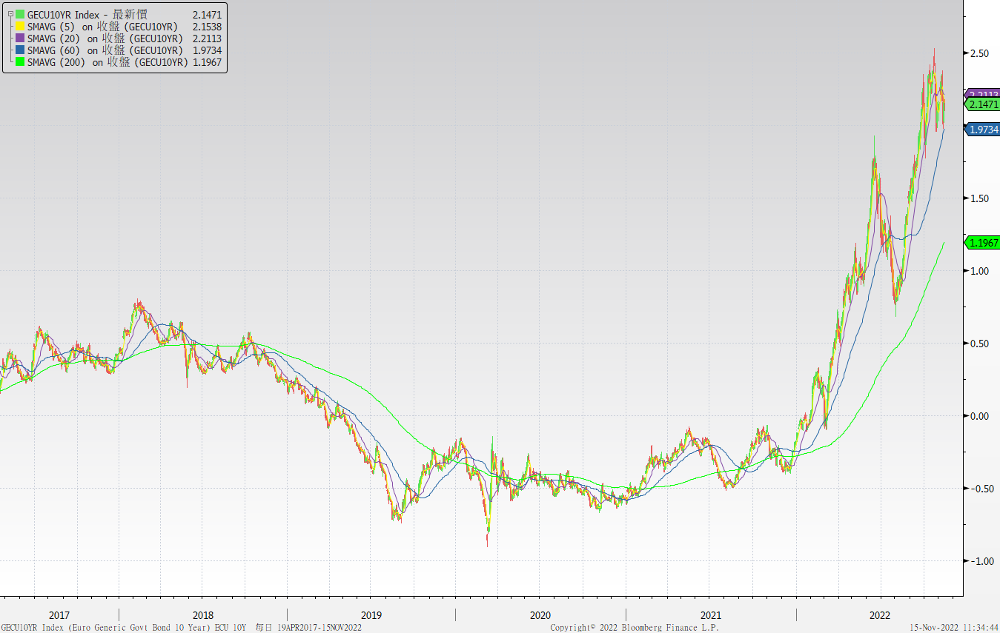 GECU10YR Index - 最新價 2.1471
SMAVG (5) on 收盤 (GECU10YR) 2.1538
SMAVG (20) on 收盤 (GECU10YR) 2.2113
SMAVG (60) on 收盤 (GECU10YR) 1.9734
SMAVG (200) on 收盤 (GECU10YR) 1.1967
2.50
2.2113
2.1471
1.9734
1.50
1.1967
1.00
0.50
0.00
-0.50
-1.00
2017 2018 2019 2020 2021 2022
GECU10YR Index (Euro Generic Govt Bond 10 Year) ECU 10Y 每日 19APR2017-15NOV2022 Copyright© 2022 Bloomberg Finance L.P. 15-Nov-2022 11:34:44